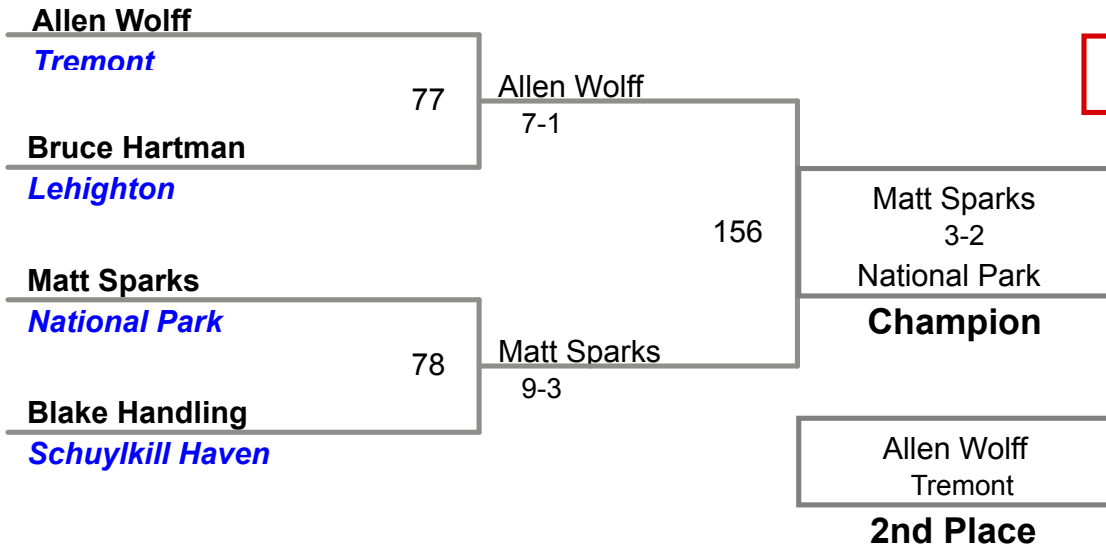 Allen Wolff
Tremont
77
Allen Wolff
7-1
Bruce Hartman
Lehighton
156
Matt Sparks
3-2
National Park
Champion
Matt Sparks
National Park
78
Matt Sparks
9-3
Blake Handling
Schuylkill Haven
Allen Wolff
Tremont
2nd Place